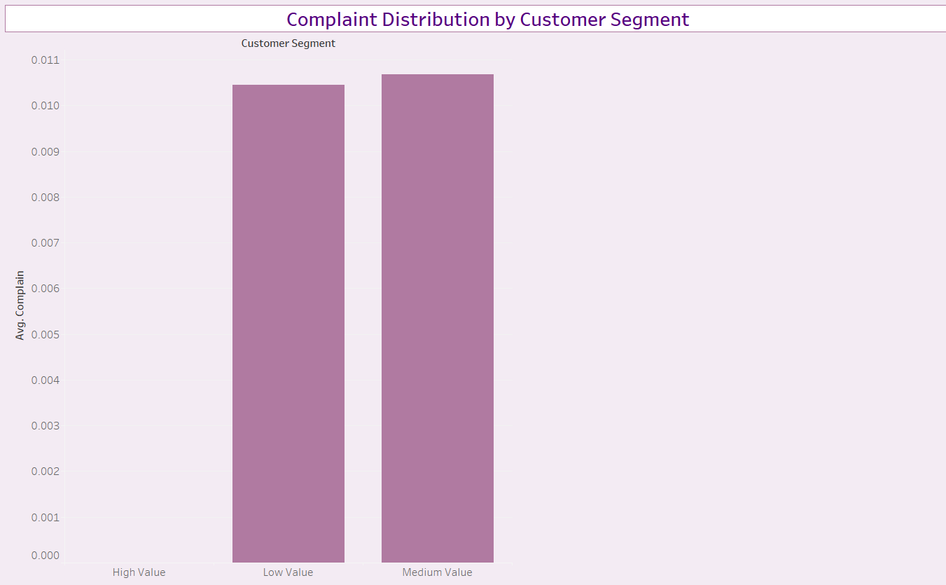 Complaint Distribution by Customer Segment
Customer Segment
0.011
0.010
0.009
0.008
0.007
0.006
0.005
0.004
0.003
0.002
0.001
0.000
Avg. Complain
High Value
Low Value
Medium Value